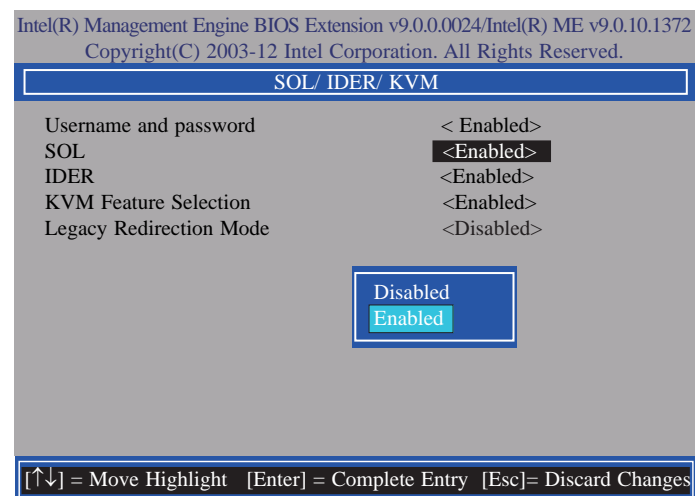 Intel(R) Management Engine BIOS Extension v9.0.0.0024/Intel(R) ME v9.0.10.1372
Copyright(C) 2003-12 Intel Corporation. All Rights Reserved.
SOL/ IDER/ KVM
Username and password < Enabled>
SOL <Enabled>
IDER <Enabled>
KVM Feature Selection <Enabled>
Legacy Redirection Mode <Disabled>
Disabled
Enabled
[↑↓] = Move Highlight [Enter] = Complete Entry [Esc]= Discard Changes